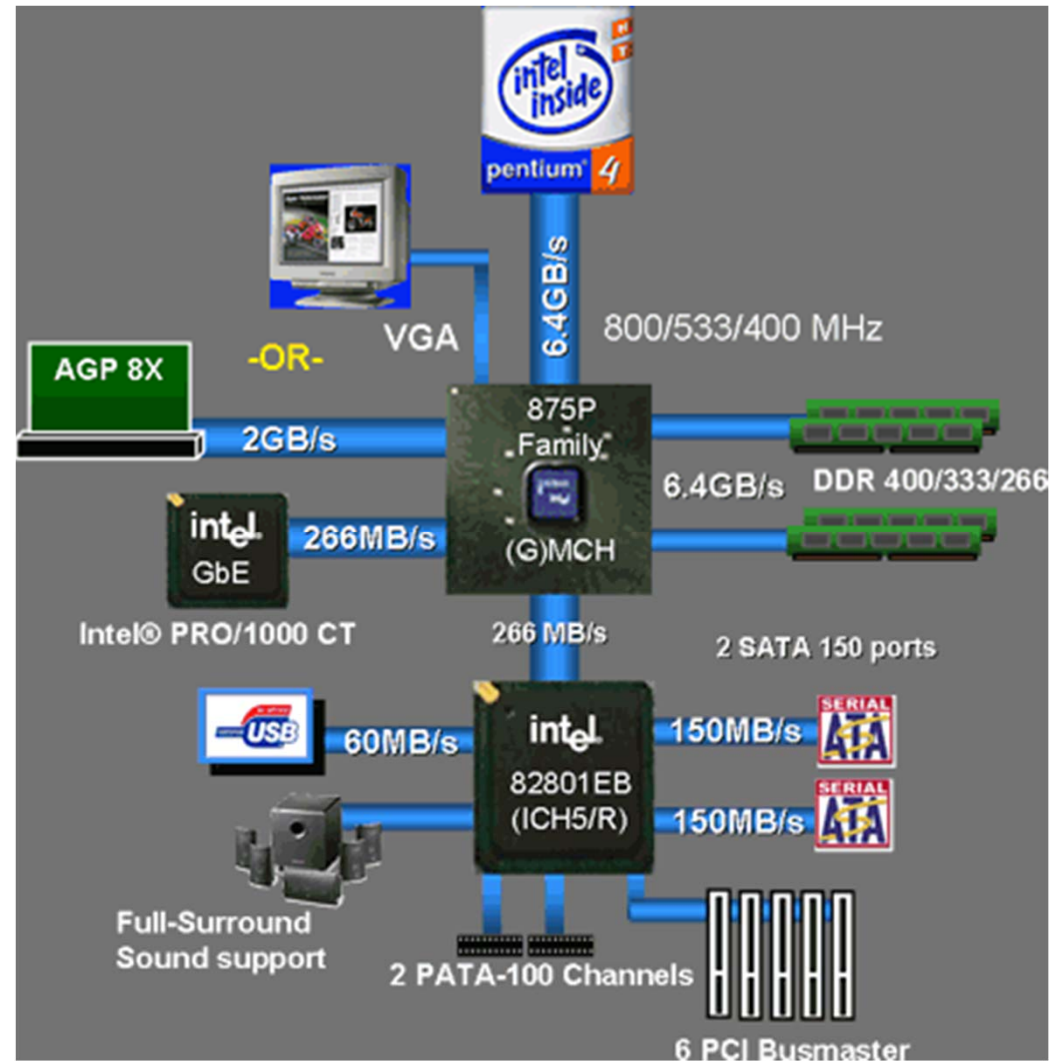 H
T
intel
inside
pentium® 4
6.4GB/s
800/533/400 MHz
VGA
-OR-
AGP 8X
2GB/s
875P
Family
(G)MCH
6.4GB/s
DDR 400/333/266
intel
GbE
266MB/s
Intel® PRO/1000 CT
266 MB/s
2 SATA 150 ports
USB
60MB/s
intel
82801EB
(ICH5/R)
150MB/s
SERIAL
ATA
150MB/s
SERIAL
ATA
Full-Surround
Sound support
2 PATA-100 Channels
6 PCI Busmaster